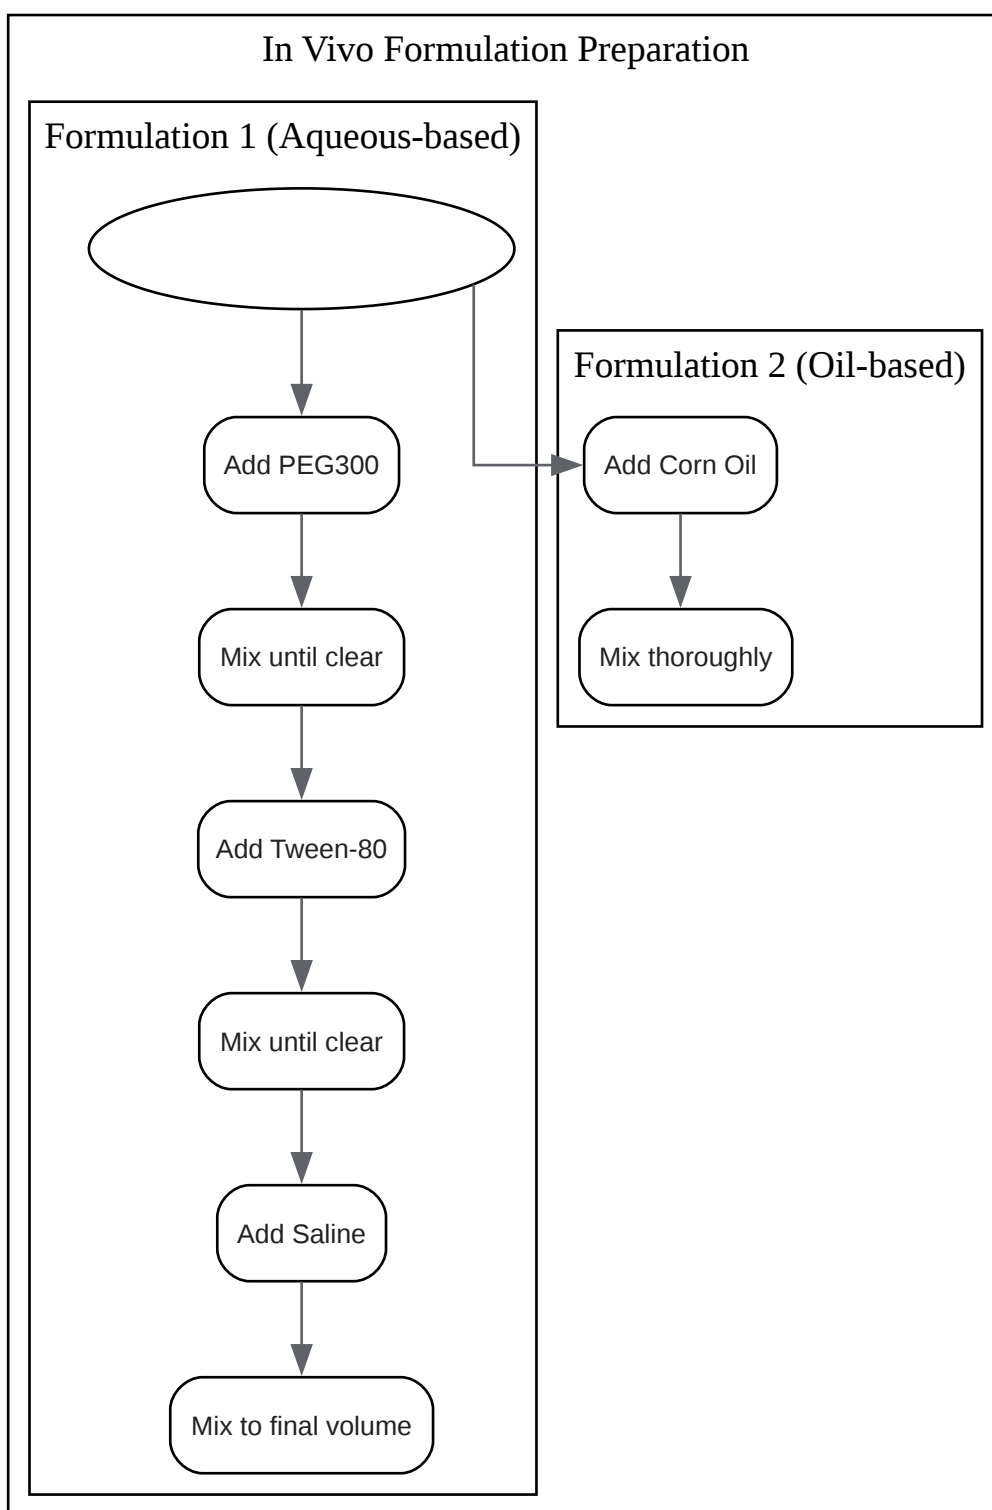 In Vivo Formulation Preparation
Formulation 1 (Aqueous-based)
Add PEG300
Mix until clear
Add Tween-80
Mix until clear
Add Saline
Mix to final volume
Formulation 2 (Oil-based)
Add Corn Oil
Mix thoroughly